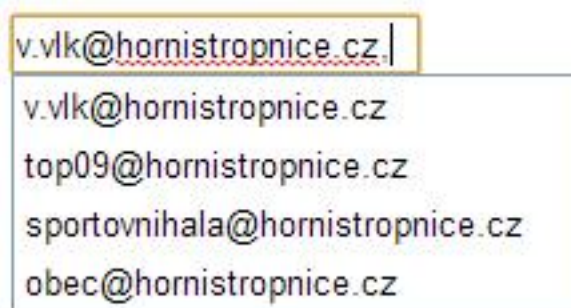 v.vlk@hornistropnice.cz,
v.vlk@hornistropnice.cz
top09@hornistropnice.cz
sportovnihala@hornistropnice.cz
obec@hornistropnice.cz